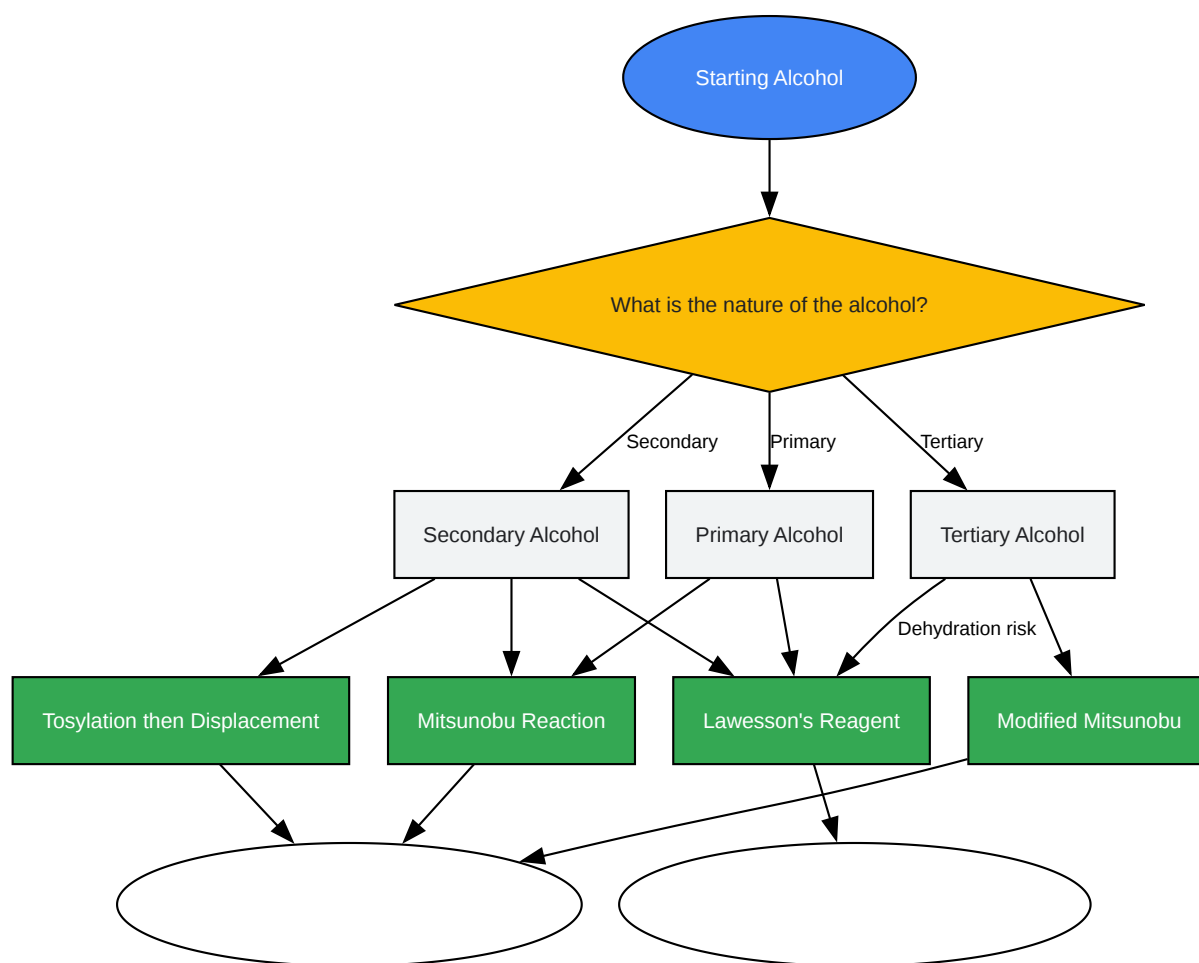 Starting Alcohol
What is the nature of the alcohol?
Secondary
Primary
Tertiary
Secondary Alcohol
Primary Alcohol
Tertiary Alcohol
Dehydration risk
Tosylation then Displacement
Mitsunobu Reaction
Lawesson's Reagent
Modified Mitsunobu